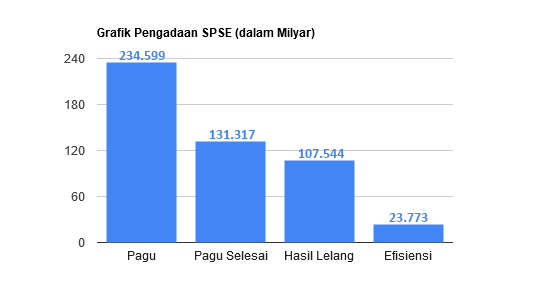 Grafik Pengadaan SPSE (dalam Milyar)
240
180
120
60
0
234.599
131.317
107.544
23.773
Pagu
Pagu Selesai
Hasil Lelang
Efisiensi